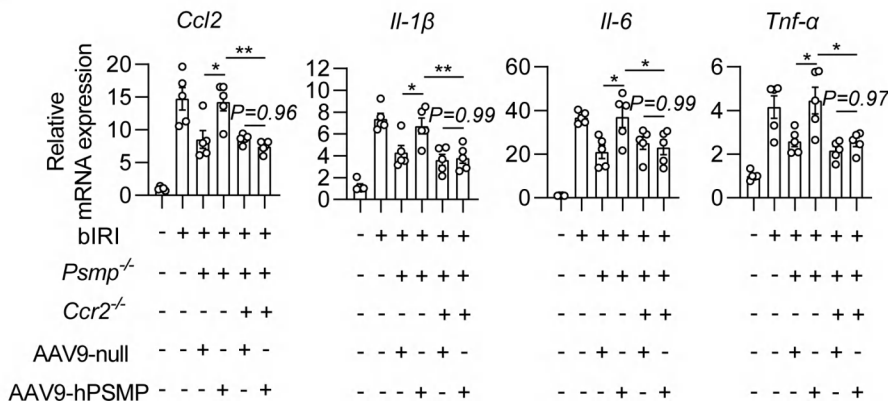 Ccl2 Il-1β Il-6 Tnf-α
Relative
mRNA expression
20
15
10
5
0
* **
P=0.96
12
10
8
6
4
2
0
* **
P=0.99
60
40
20
0
* *
P=0.99
6
4
2
0
* *
P=0.97
bIRI - + + + + + - + + + + + - + + + + + - + + + + +
Psmp-/- - - + + + + - - + + + + - - + + + + - - + + + +
Ccr2-/- - - - - + + - - - - + + - - - - + + - - - - + +
AAV9-null - - + - + - - - + - + - - - + - + - - - + - + -
AAV9-hPSMP - - - + - + - - - + - + - - - + - + - - - + - +